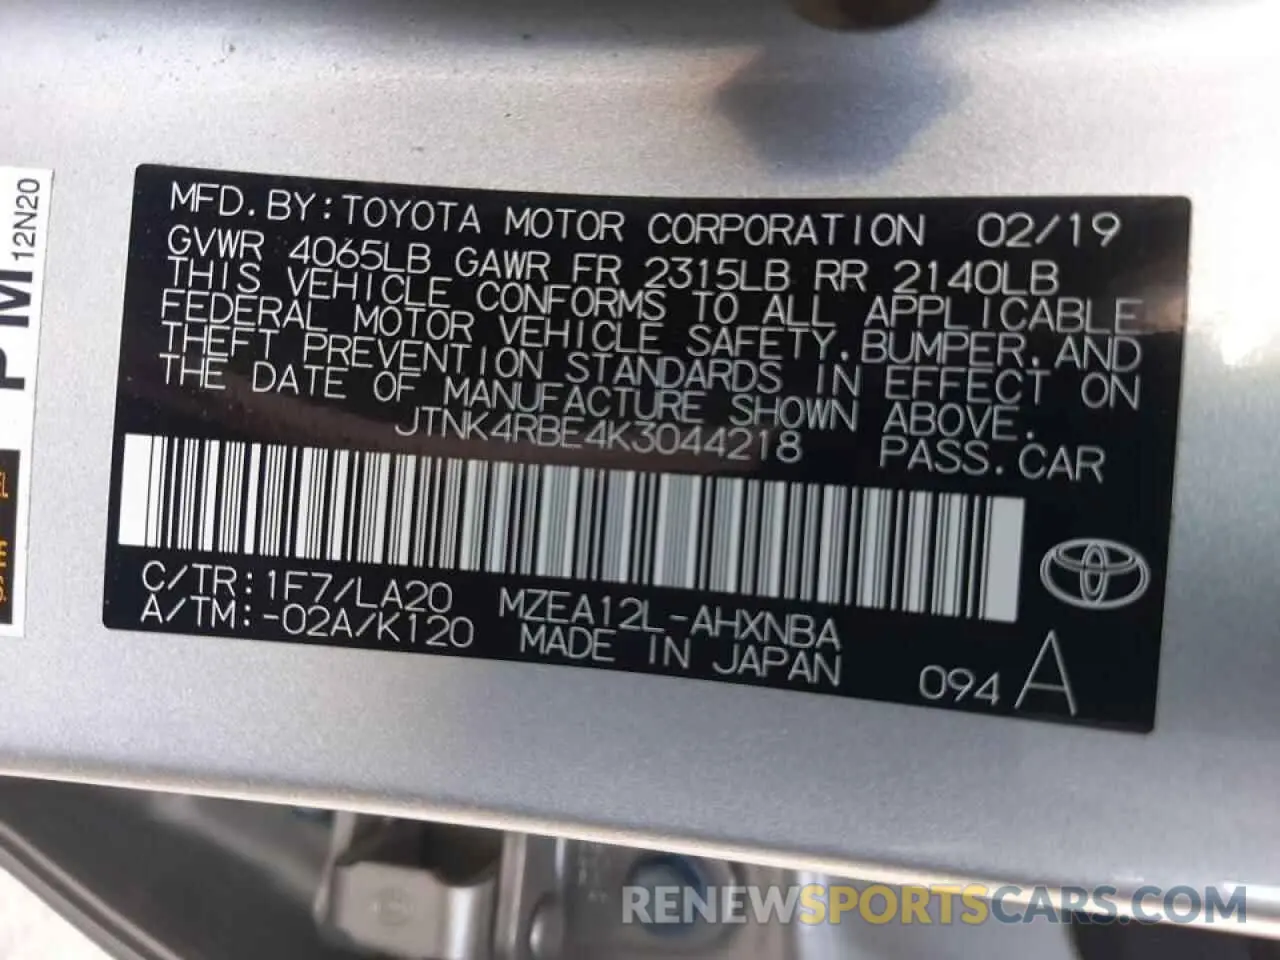 MFD. BY: TOYOTA MOTOR CORPORATION 02/19
GVWR 4065LB GAWR FR 2315LB RR 2140LB
THIS VEHICLE CONFORMS TO ALL APPLICABLE
FEDERAL MOTOR VEHICLE SAFETY, BUMPER, AND
THEFT PREVENTION STANDARDS IN EFFECT ON
THE DATE OF MANUFACTURE SHOWN ABOVE.
JTNK4RBE4K3044218 PASS. CAR
C/TR: 1F7/LA20 MZEA12L-AHXNBA
A/TM: -02A/K120 MADE IN JAPAN
094 A
12N20
RENEWSPORTSCARS.COM